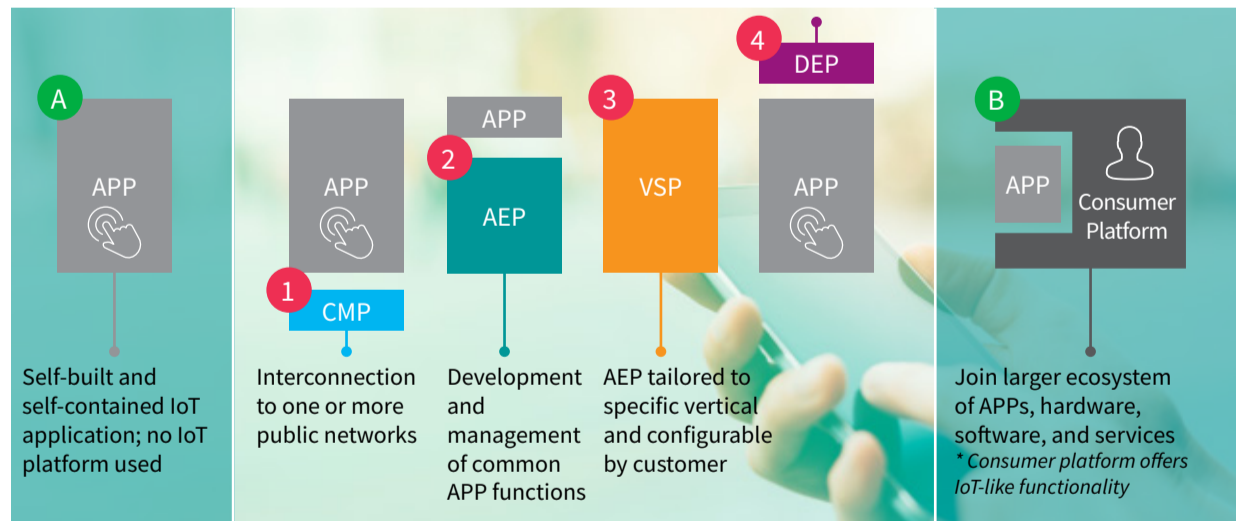 A
APP
Self-built and
self-contained IoT
application; no IoT
platform used
APP
1
CMP
Interconnection
to one or more
public networks
APP
2
AEP
Development
and
management
of common
APP functions
3
VSP
AEP tailored to
specific vertical
and configurable
by customer
4
DEP
APP
B
APP
Consumer
Platform
Join larger ecosystem
of APPs, hardware,
software, and services
* Consumer platform offers
IoT-like functionality